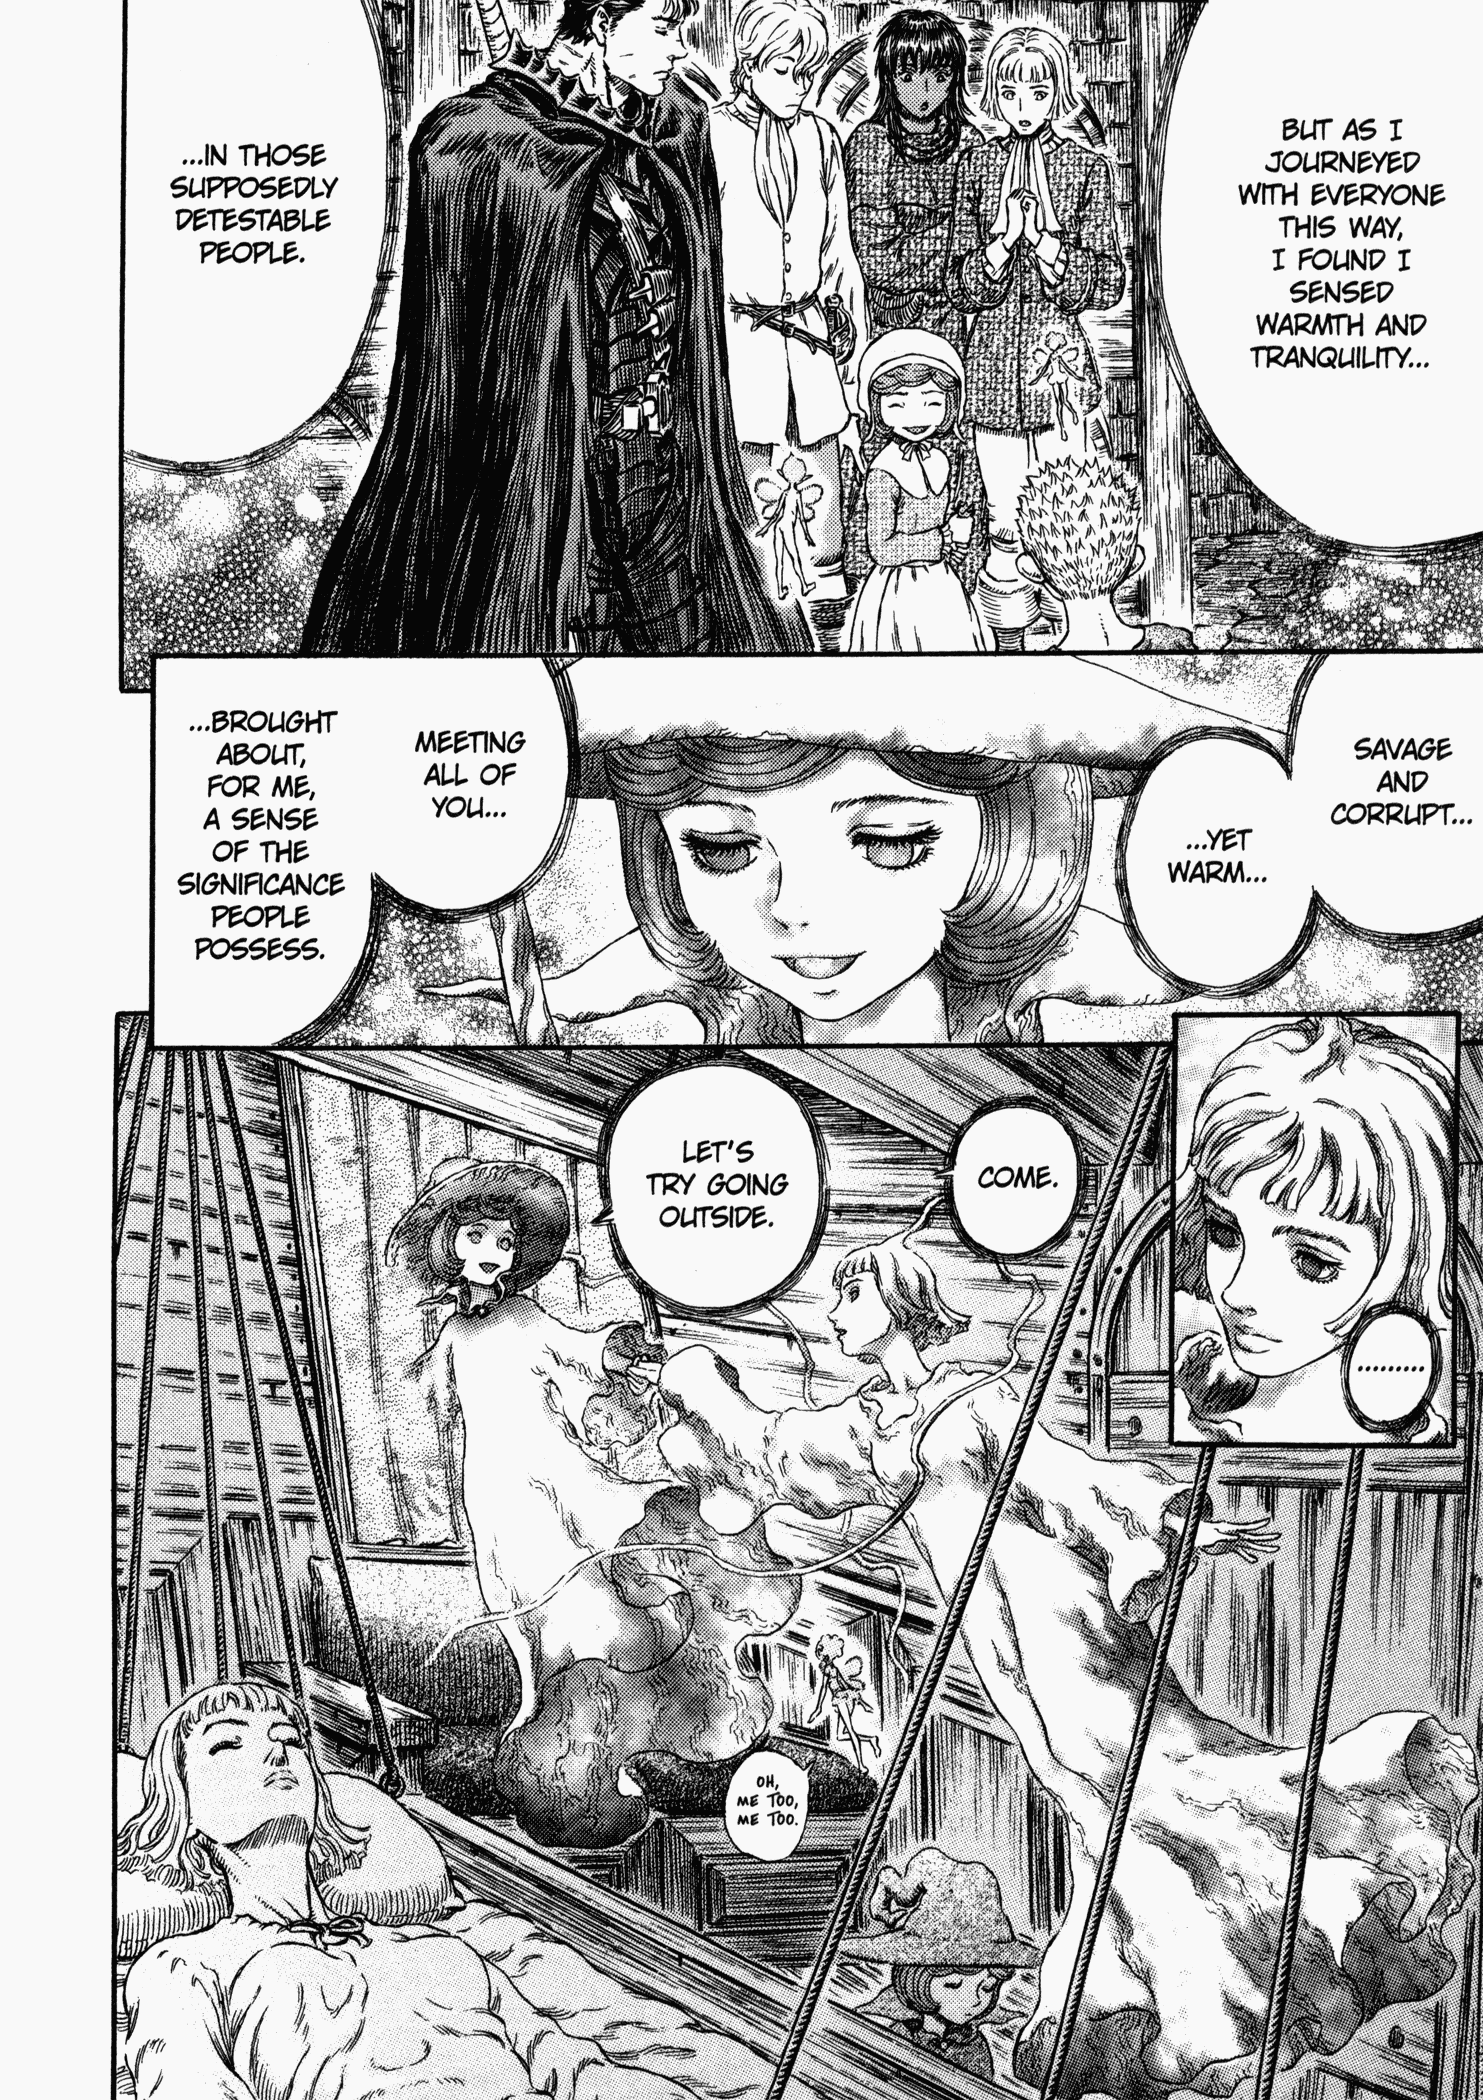 BUT AS I
JOURNEYED
WITH EVERYONE
THIS WAY,
I FOUND I
SENSED
WARMTH AND
TRANQUILITY...
...IN THOSE
SUPPOSEDLY
DETESTABLE
PEOPLE.
SAVAGE
AND
CORRUPT...
...YET
WARM...
MEETING
ALL OF
YOU...
...BROUGHT
ABOUT,
FOR ME,
A SENSE
OF THE
SIGNIFICANCE
PEOPLE
POSSESS.
..........
COME.
LET'S
TRY GOING
OUTSIDE.
OH,
ME TOO,
ME TOO.